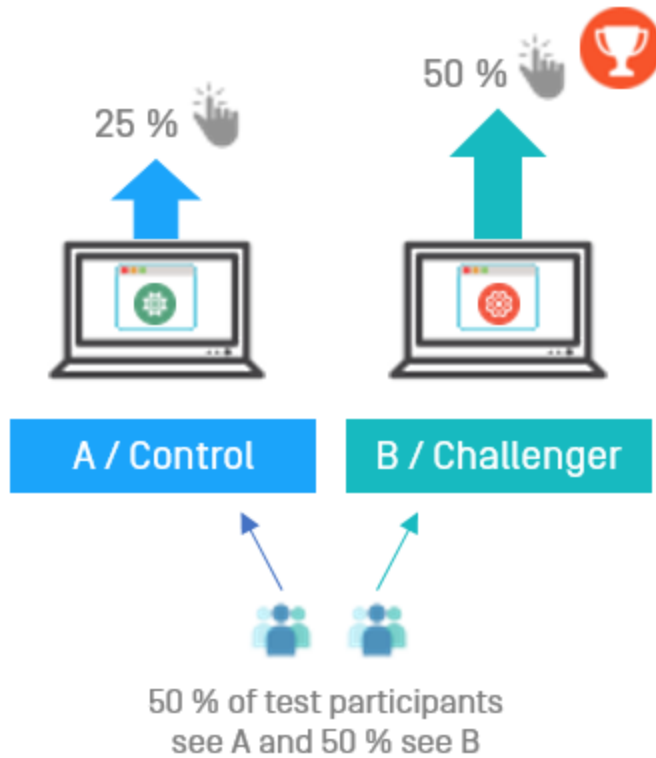 25 %
50 %
A / Control
B / Challenger
50 % of test participants
see A and 50 % see B